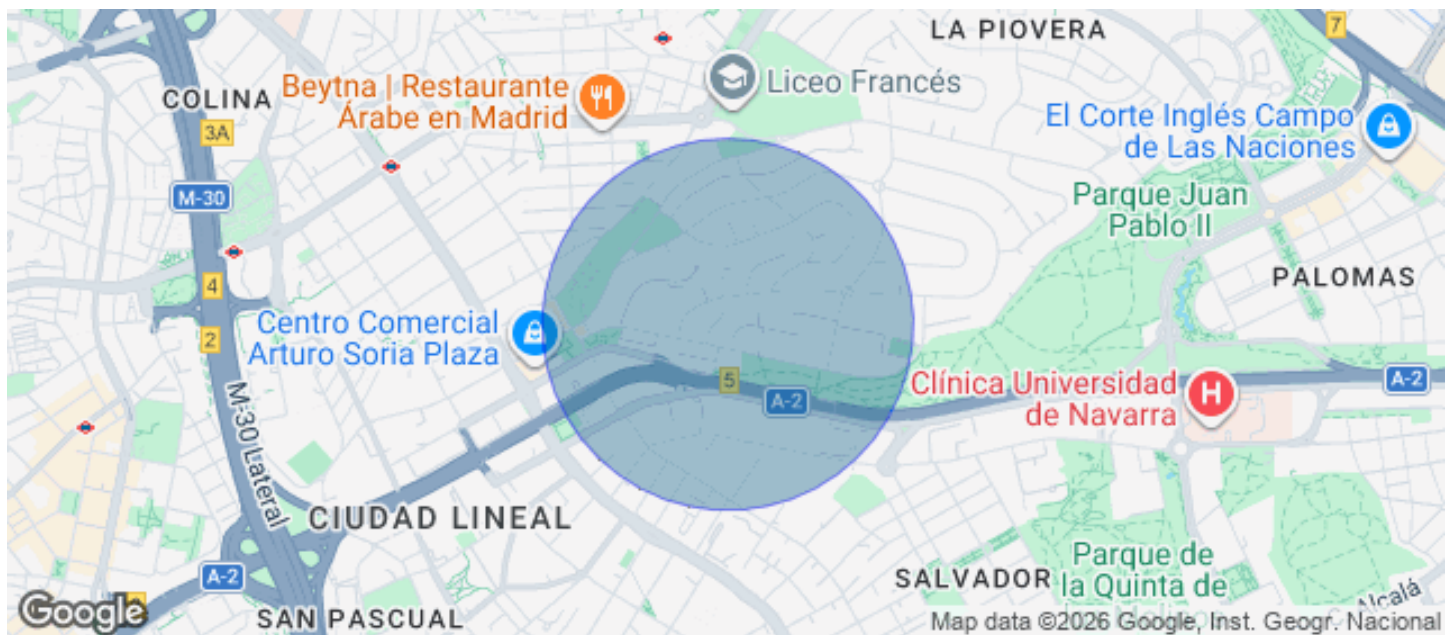 LA PIOVERA
7
COLINA
Beytna | Restaurante
Árabe en Madrid
Liceo Francés
3A
El Corte Inglés Campo
de Las Naciones
M-30
Parque Juan
Pablo II
4
PALOMAS
2
Centro Comercial
Arturo Soria Plaza
5
A-2
A-2
Clínica Universidad
de Navarra
M-30 Lateral
CIUDAD LINEAL
A-2
SALVADOR
Parque de
la Quinta de
Alcalá
SAN PASCUAL
Google
Map data ©2026 Google, Inst. Geogr. Nacional